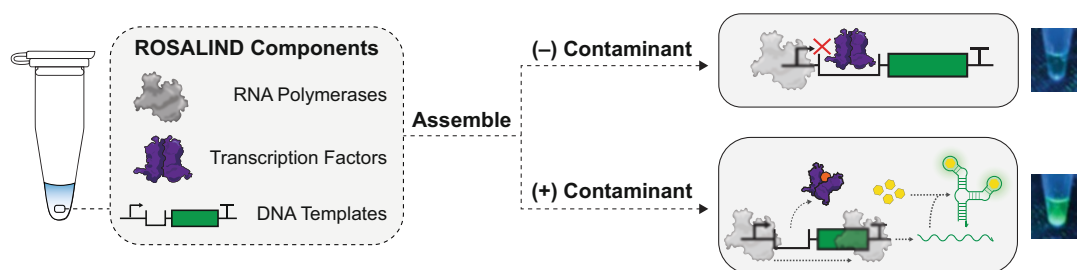 ROSALIND Components
RNA Polymerases
Transcription Factors
DNA Templates
Assemble
(–) Contaminant
(+) Contaminant